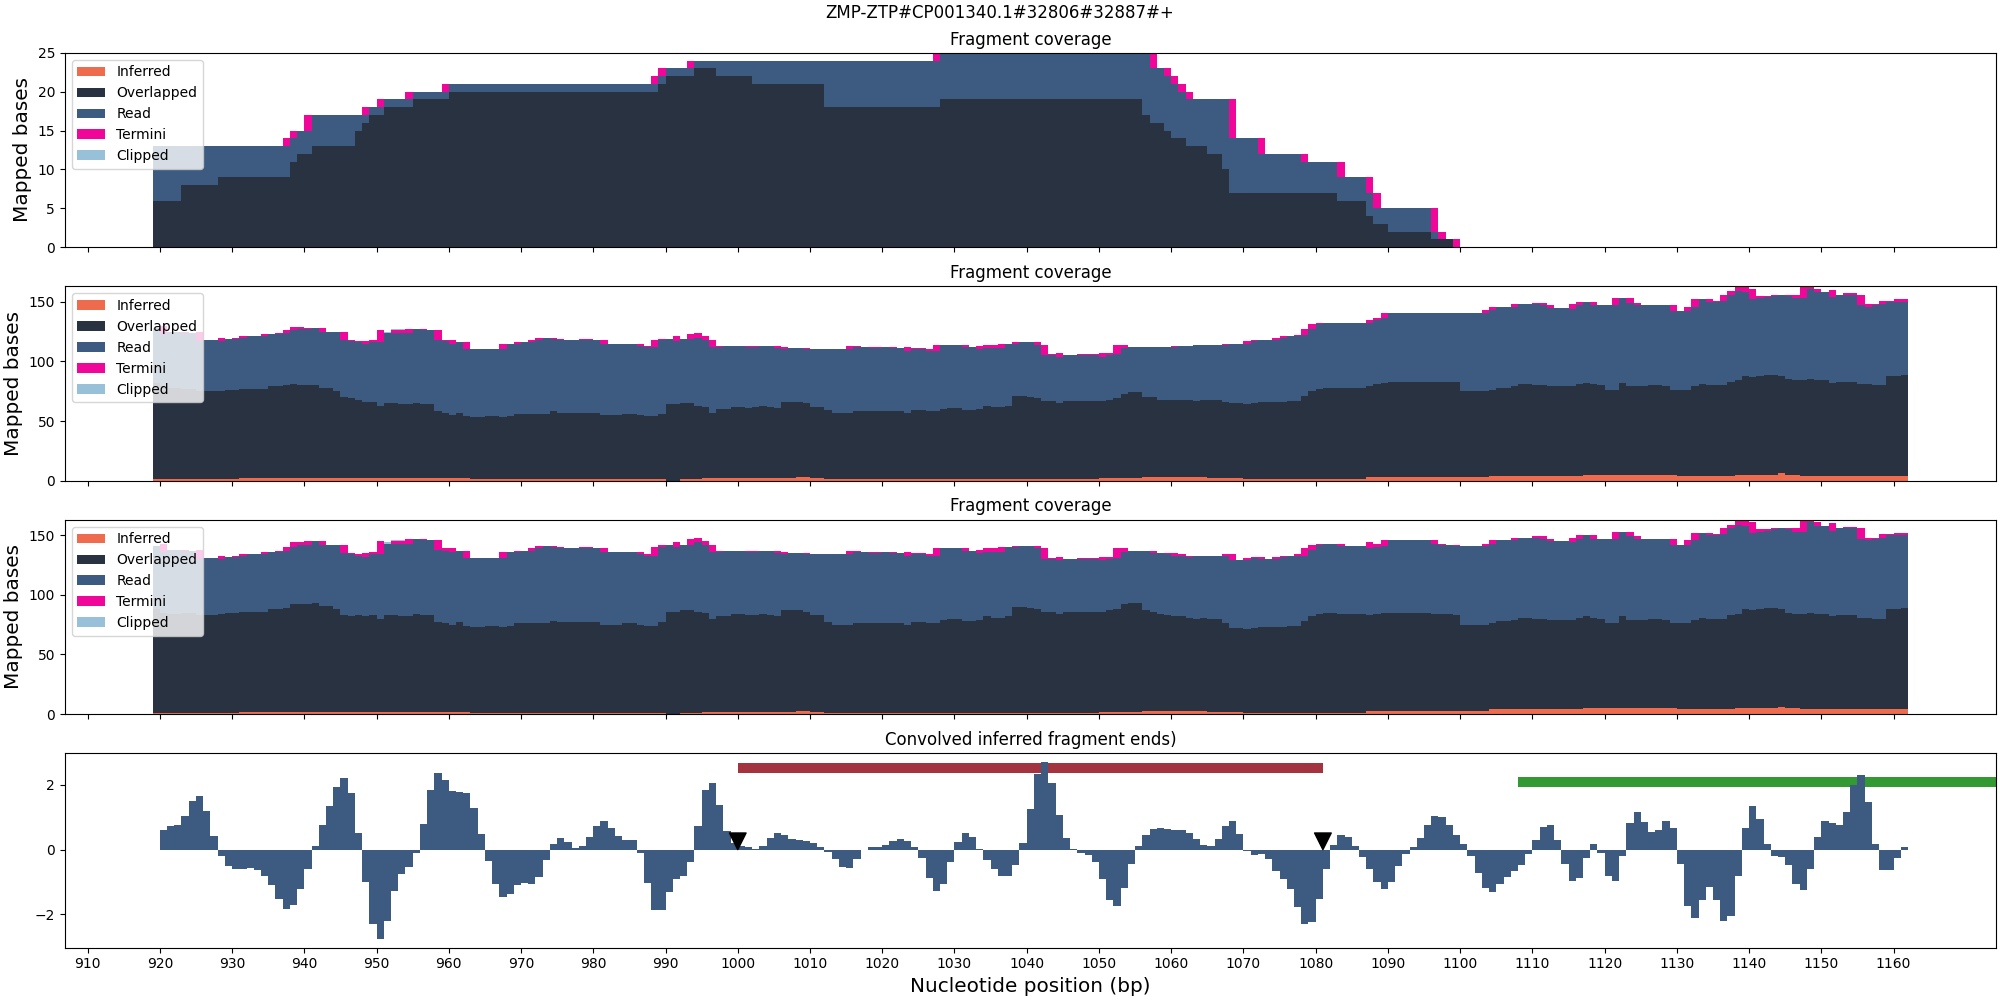 ZMP-ZTP#CP001340.1#32806#32887#+
Fragment coverage
Mapped bases
25
20
15
10
5
0
Inferred
Overlapped
Read
Termini
Clipped
Fragment coverage
Mapped bases
150
100
50
0
Inferred
Overlapped
Read
Termini
Clipped
Fragment coverage
Mapped bases
150
100
50
0
Inferred
Overlapped
Read
Termini
Clipped
Convolved inferred fragment ends)
2
0
−2
910 920 930 940 950 960 970 980 990 1000 1010 1020 1030 1040 1050 1060 1070 1080 1090 1100 1110 1120 1130 1140 1150 1160
Nucleotide position (bp)